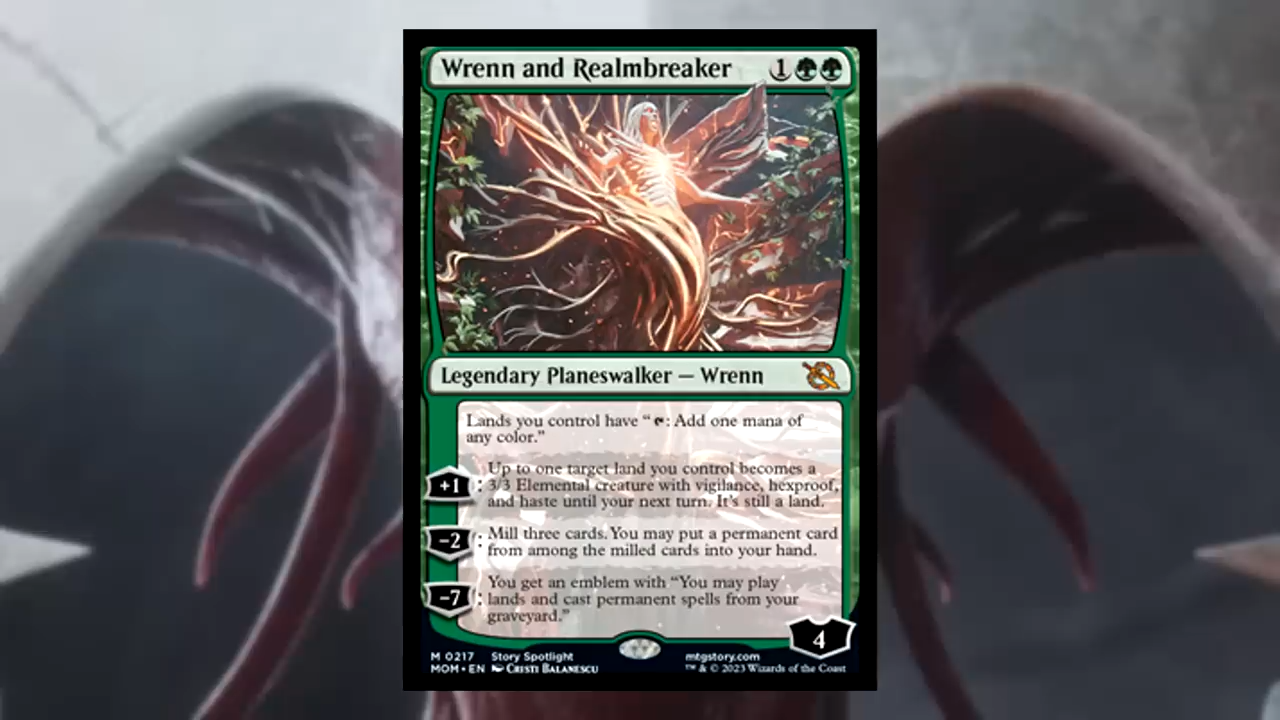 Wrenn and Realmbreaker 1
Legendary Planeswalker — Wrenn
Lands you control have “ : Add one mana of
any color.”
Up to one target land you control becomes a
+1 : 3/3 Elemental creature with vigilance, hexproof,
and haste until your next turn. It's still a land.
−2 : Mill three cards. You may put a permanent card
from among the milled cards into your hand.
You get an emblem with “You may play
−7 : lands and cast permanent spells from your
graveyard.”
4
M 0217 Story Spotlight mtgstory.com
MOM • EN Cristi Balanescu ™ & © 2023 Wizards of the Coast